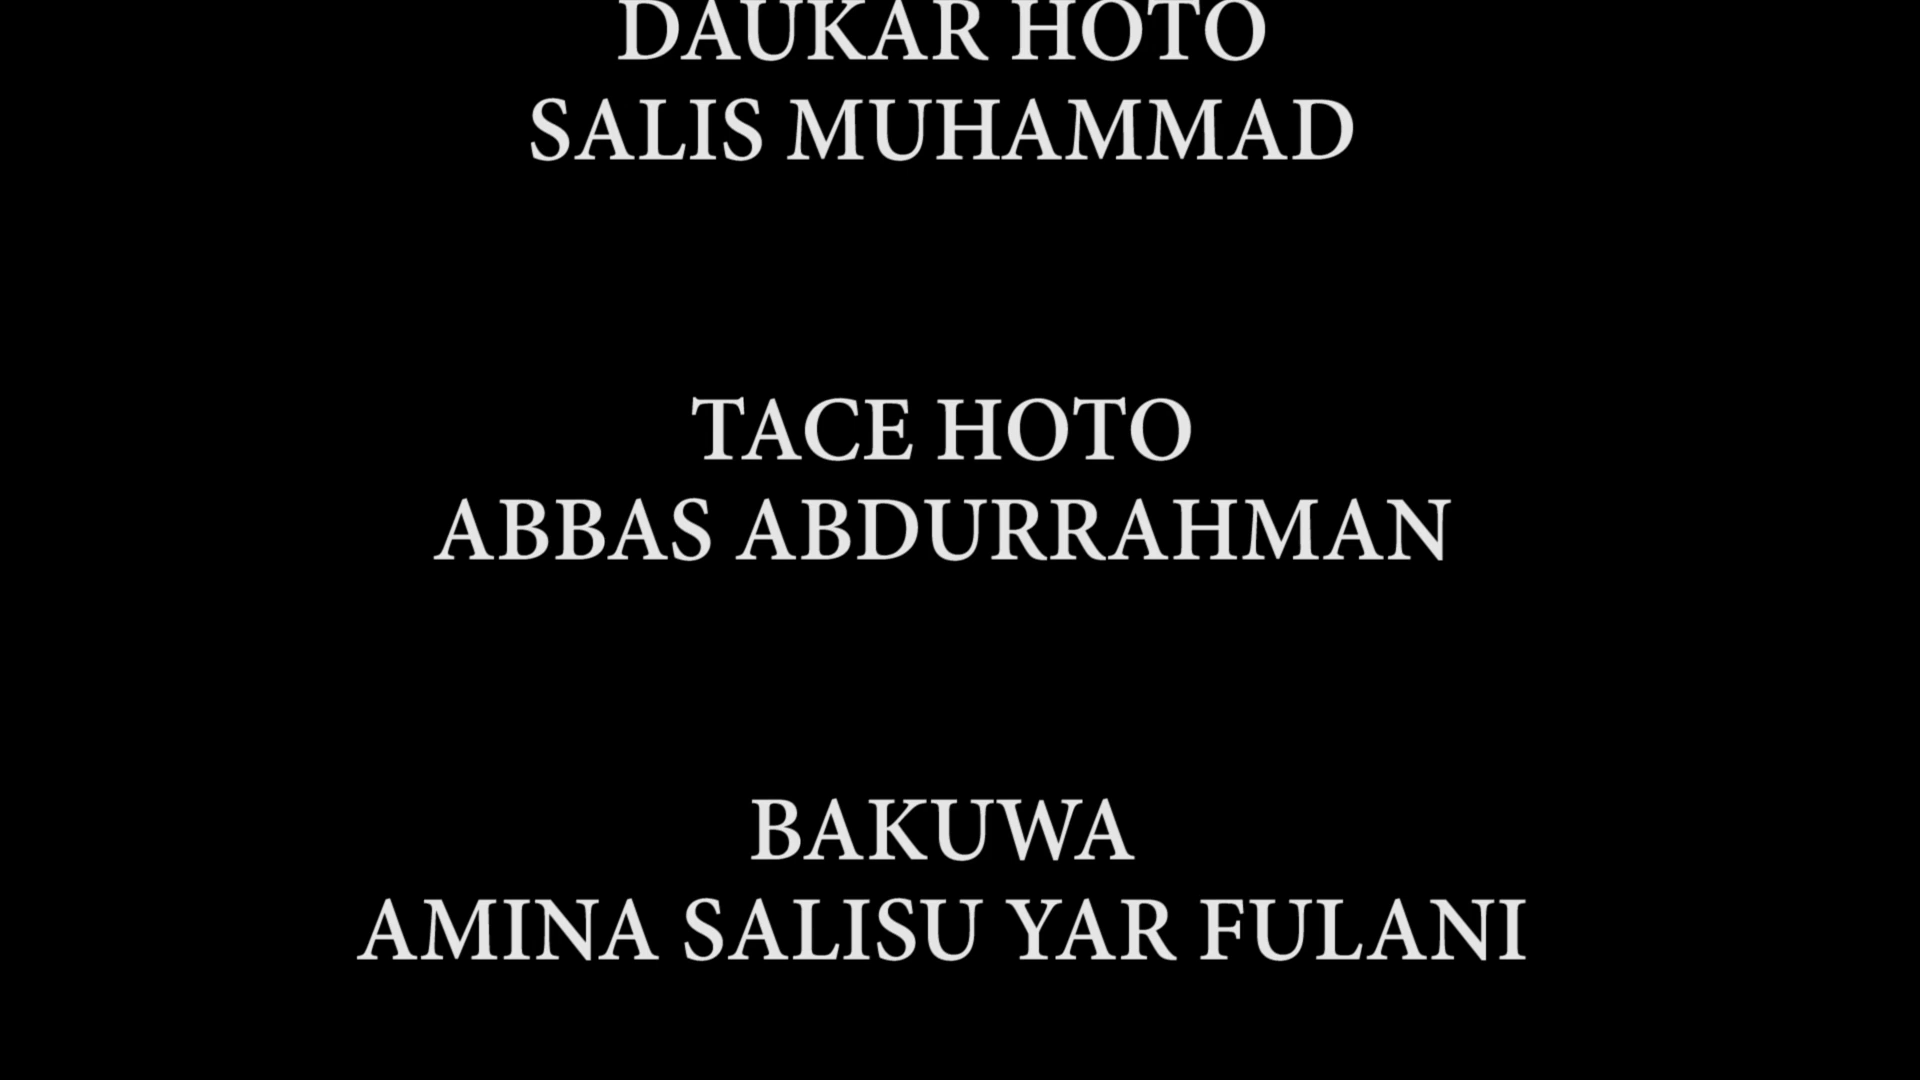 DAUKAR HOTO
SALIS MUHAMMAD
TACE HOTO
ABBAS ABDURRAHMAN
BAKUWA
AMINA SALISU YAR FULANI